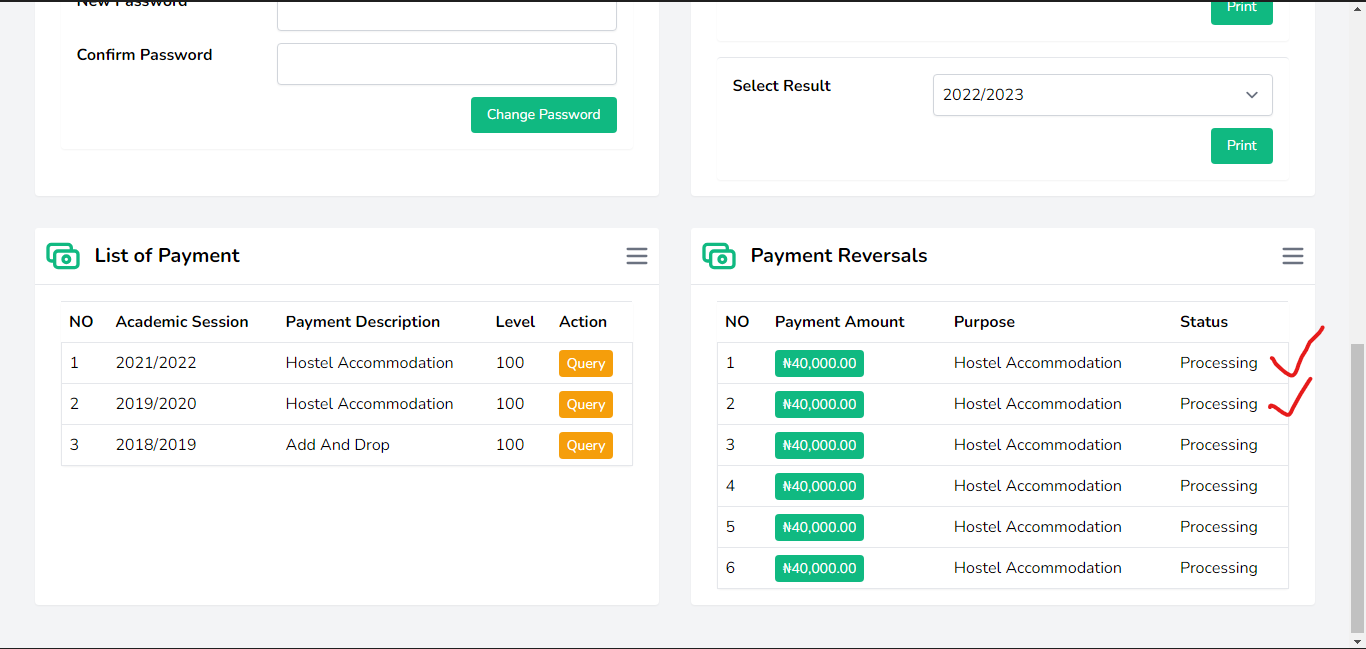 New Password
Confirm Password
Change Password
Print
Select Result
2022/2023
Print
List of Payment
NO Academic Session Payment Description Level Action
1 2021/2022 Hostel Accommodation 100 Query
2 2019/2020 Hostel Accommodation 100 Query
3 2018/2019 Add And Drop 100 Query
Payment Reversals
NO Payment Amount Purpose Status
1 ₦40,000.00 Hostel Accommodation Processing
2 ₦40,000.00 Hostel Accommodation Processing
3 ₦40,000.00 Hostel Accommodation Processing
4 ₦40,000.00 Hostel Accommodation Processing
5 ₦40,000.00 Hostel Accommodation Processing
6 ₦40,000.00 Hostel Accommodation Processing